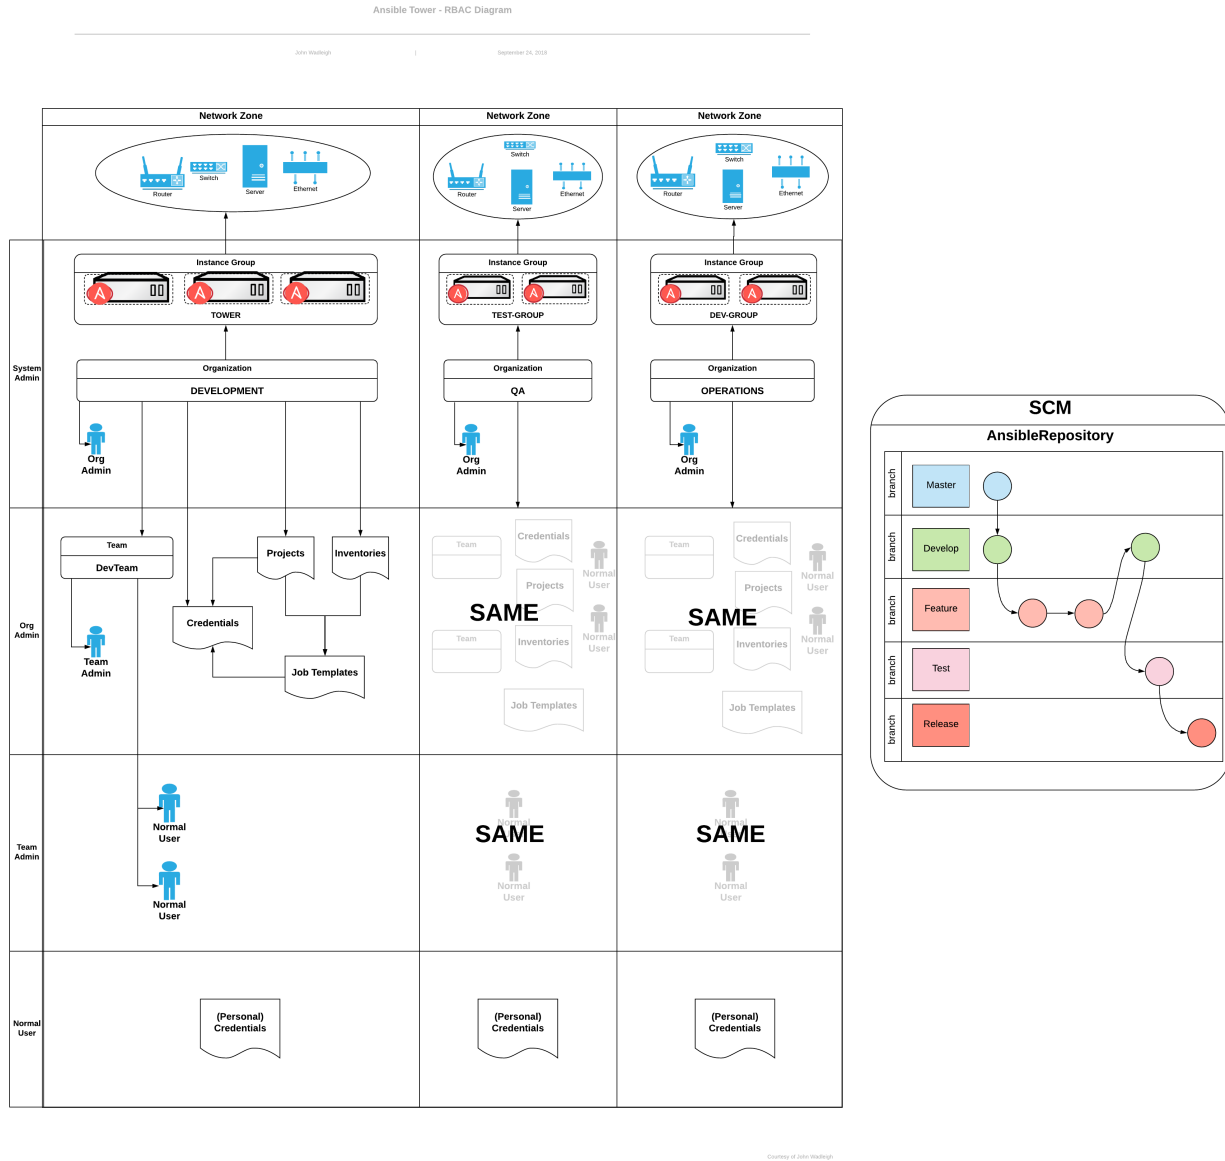 Ansible Tower - RBAC Diagram
John Wadleigh | September 24, 2018
Network Zone
Router
Switch
Server
Ethernet
Network Zone
Switch
Router
Server
Ethernet
Network Zone
Switch
Router
Server
Ethernet
System
Admin
Instance Group
TOWER
Organization
DEVELOPMENT
Org
Admin
Instance Group
TEST-GROUP
Organization
QA
Org
Admin
Instance Group
DEV-GROUP
Organization
OPERATIONS
Org
Admin
Org
Admin
Team
DevTeam
Team
Admin
Projects
Inventories
Credentials
Job Templates
Team
Credentials
Normal
User
Projects
SAME
Team
Inventories
Normal
User
Job Templates
Team
Credentials
Normal
User
Projects
SAME
Team
Inventories
Normal
User
Job Templates
Team
Admin
Normal
User
Normal
User
Normal
SAME
Normal
User
Normal
SAME
Normal
User
Normal
User
(Personal)
Credentials
(Personal)
Credentials
(Personal)
Credentials
SCM
AnsibleRepository
branch
Master
branch
Develop
branch
Feature
branch
Test
branch
Release
Courtesy of John Wadleigh